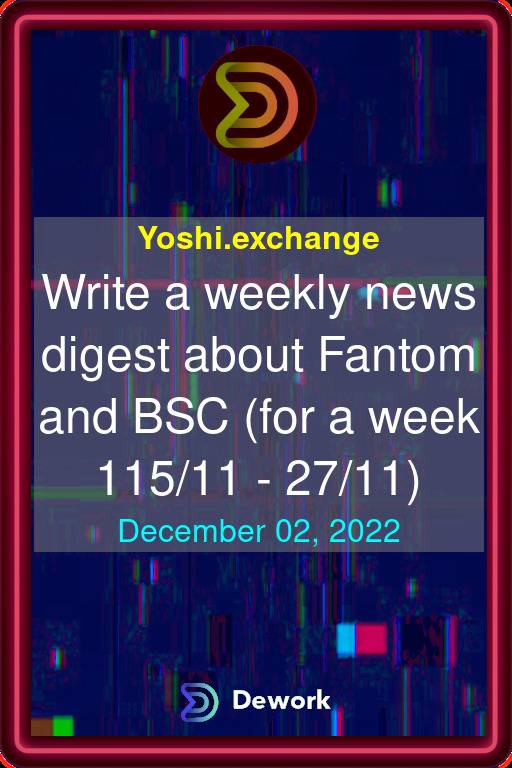 Yoshi.exchange
Write a weekly news
digest about Fantom
and BSC (for a week
115/11 - 27/11)
December 02, 2022
Dework